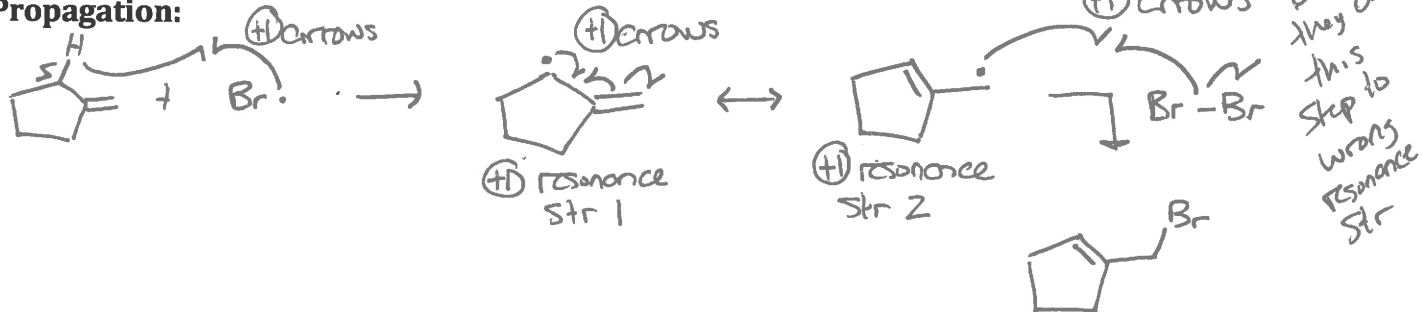 Propagation:
+1 arrows
+1 arrows
+1 arrows
they
this
step to
wrong
resonance
str
H
+ Br·
Br–Br
+1 resonance
str 1
+1 resonance
str 2
Br